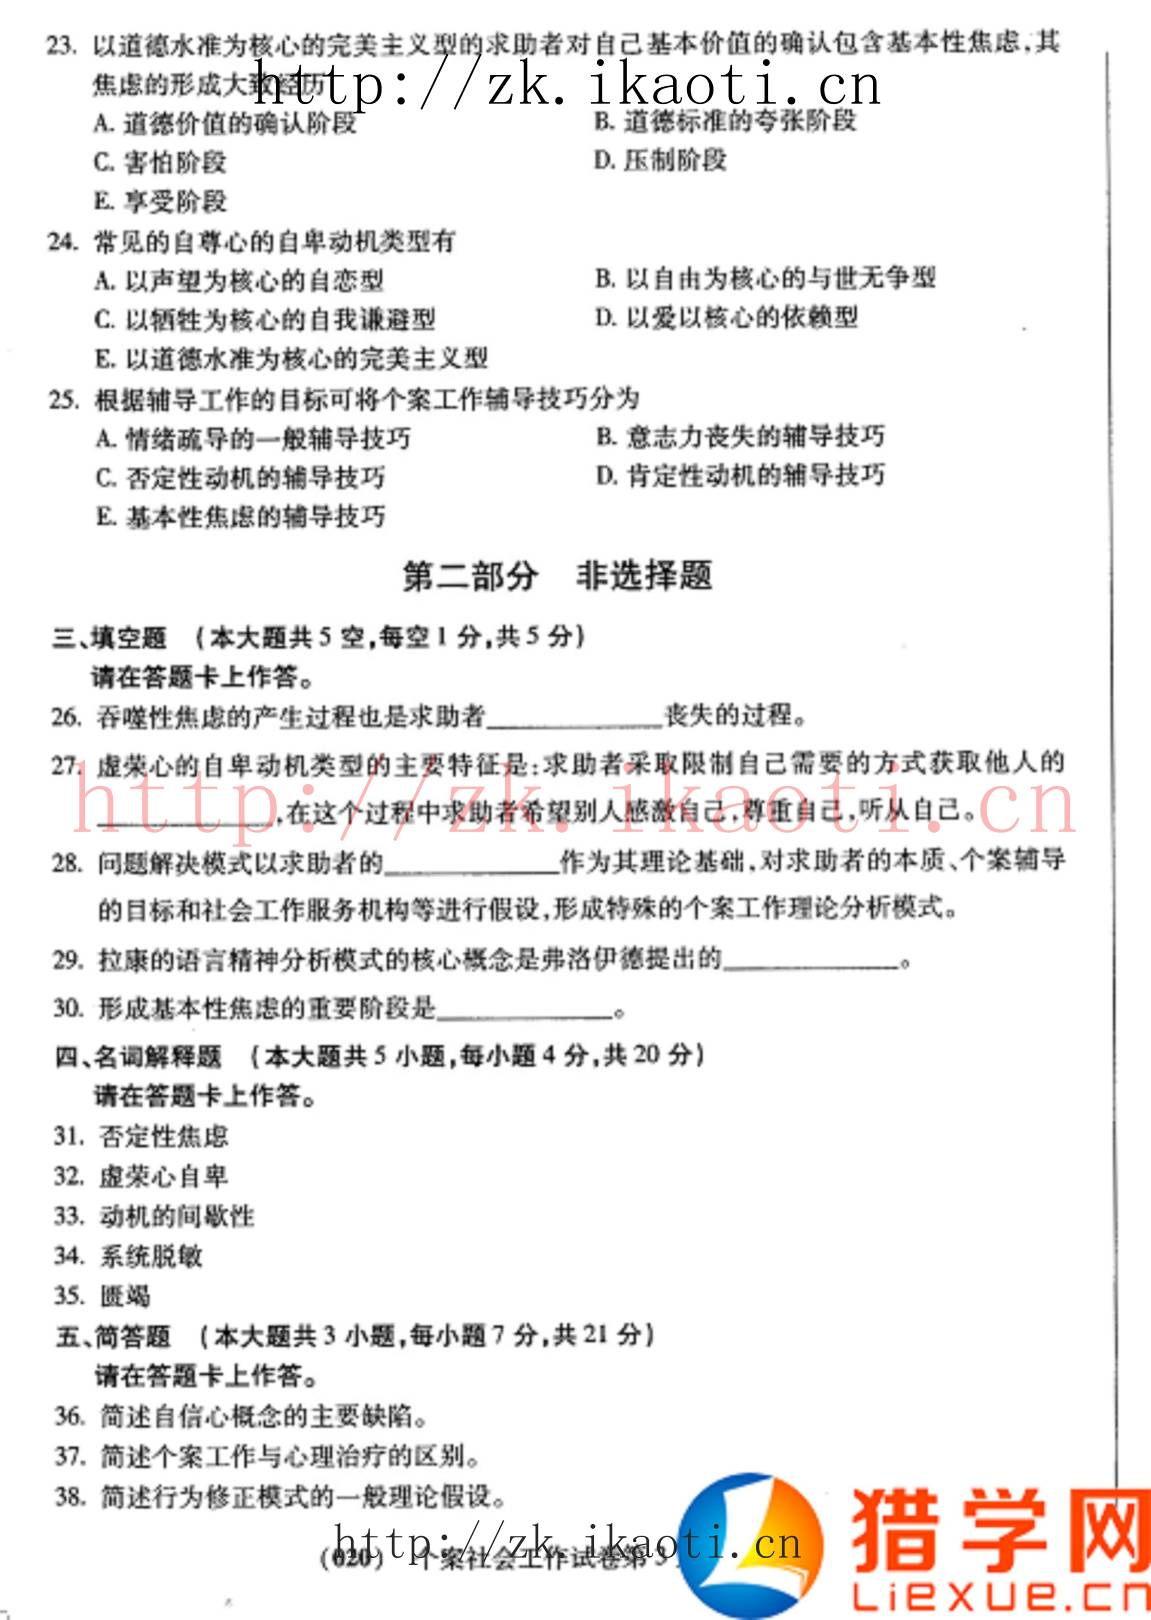 23. 以道德水准为核心的完美主义型的求助者对自己基本价值的确认包含基本性焦虑,其
焦虑的形成大致经历
http://zk.ikaoti.cn
A. 道德价值的确认阶段 B. 道德标准的夸张阶段
C. 害怕阶段 D. 压制阶段
E. 享受阶段
24. 常见的自尊心的自卑动机类型有
A. 以声望为核心的自恋型 B. 以自由为核心的与世无争型
C. 以牺牲为核心的自我谦避型 D. 以爱以核心的依赖型
E. 以道德水准为核心的完美主义型
25. 根据辅导工作的目标可将个案工作辅导技巧分为
A. 情绪疏导的一般辅导技巧 B. 意志力丧失的辅导技巧
C. 否定性动机的辅导技巧 D. 肯定性动机的辅导技巧
E. 基本性焦虑的辅导技巧
第二部分 非选择题
三、填空题 (本大题共5空,每空1分,共5分)
请在答题卡上作答。
26. 吞噬性焦虑的产生过程也是求助者____________丧失的过程。
27. 虚荣心的自卑动机类型的主要特征是:求助者采取限制自己需要的方式获取他人的
____________,在这个过程中求助者希望别人感激自己,尊重自己,听从自己。
http://zk.ikaoti.cn
28. 问题解决模式以求助者的____________作为其理论基础,对求助者的本质、个案辅导
的目标和社会工作服务机构等进行假设,形成特殊的个案工作理论分析模式。
29. 拉康的语言精神分析模式的核心概念是弗洛伊德提出的____________。
30. 形成基本性焦虑的重要阶段是____________。
四、名词解释题 (本大题共5小题,每小题4分,共20分)
请在答题卡上作答。
31. 否定性焦虑
32. 虚荣心自卑
33. 动机的间歇性
34. 系统脱敏
35. 匮竭
五、简答题 (本大题共3小题,每小题7分,共21分)
请在答题卡上作答。
36. 简述自信心概念的主要缺陷。
37. 简述个案工作与心理治疗的区别。
38. 简述行为修正模式的一般理论假设。
http://zk.ikaoti.cn
(020) 个案社会工作试卷第3
猎学网
Liexue.cn